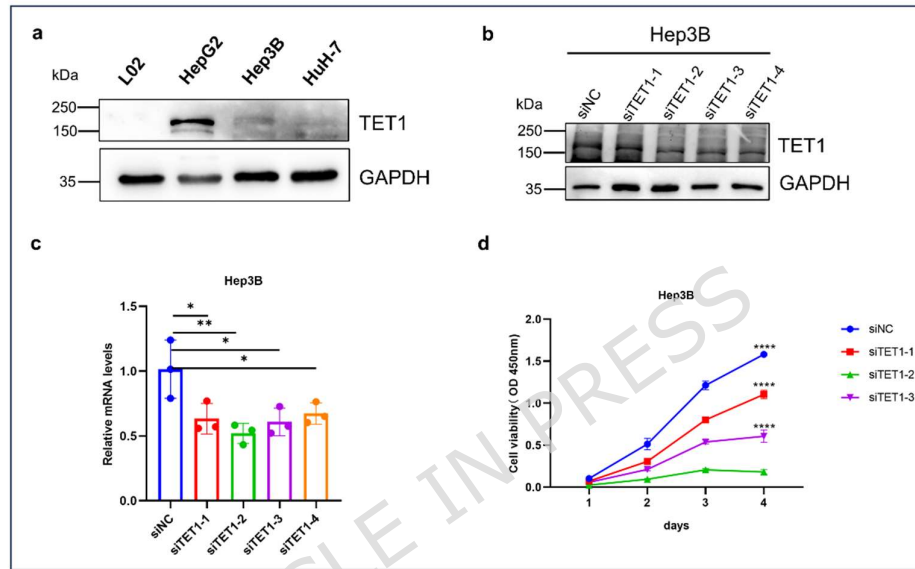 a
L02
HepG2
Hep3B
HuH-7
kDa
250
150
TET1
35
GAPDH
b
Hep3B
siNC
siTET1-1
siTET1-2
siTET1-3
siTET1-4
kDa
250
150
TET1
35
GAPDH
c
Hep3B
Relative mRNA levels
1.5
1.0
0.5
0.0
*
**
*
*
siNC
siTET1-1
siTET1-2
siTET1-3
siTET1-4
d
Hep3B
Cell viability( OD 450nm)
2.0
1.5
1.0
0.5
0.0
****
****
****
1
2
3
4
days
siNC
siTET1-1
siTET1-2
siTET1-3
CLE IN PRESS